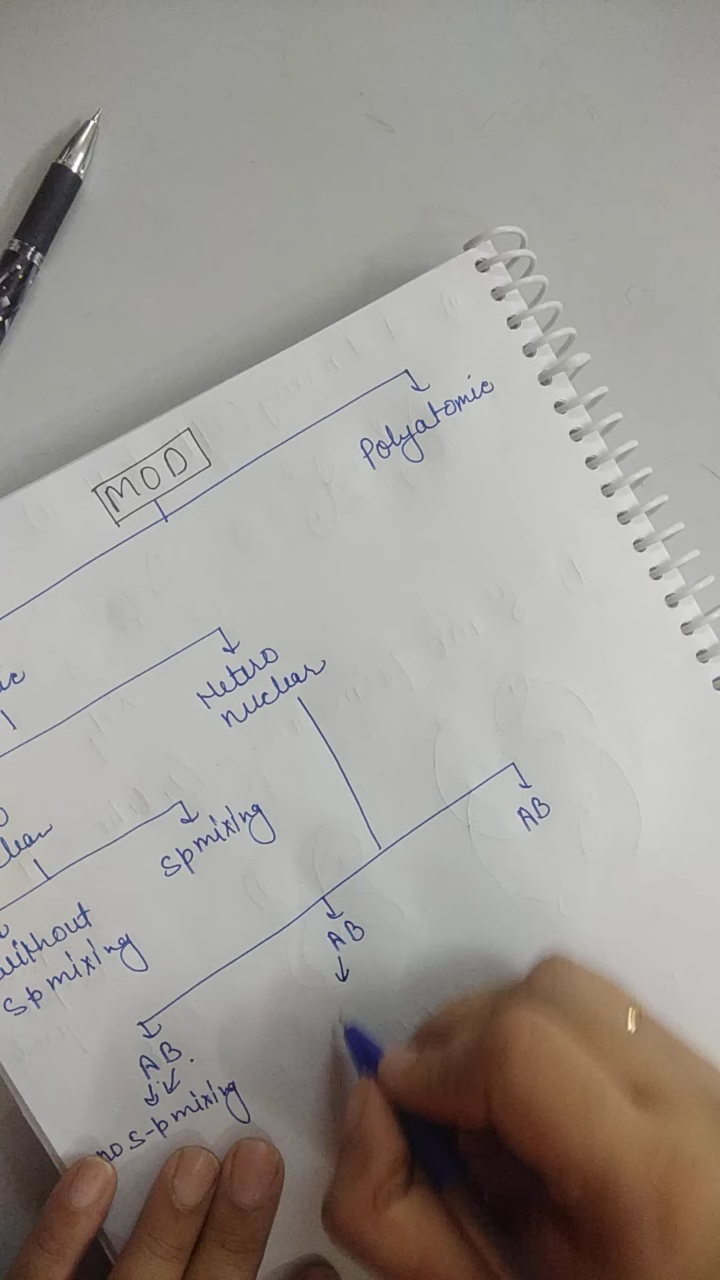 MOD
Polyatomic
Hetero
nuclear
sp mixing
AB
without
sp mixing
AB
AB.
no s-p mixing